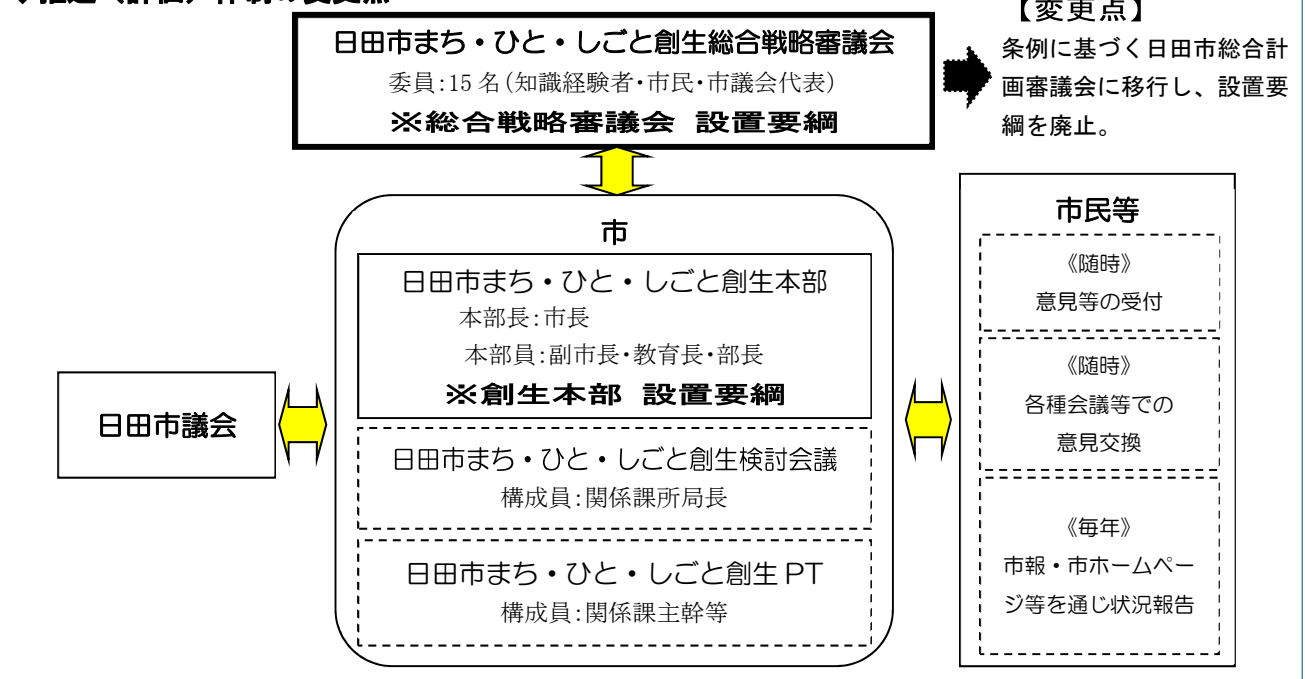 日田市まち・ひと・しごと創生総合戦略審議会
委員:15 名(知識経験者・市民・市議会代表)
※総合戦略審議会 設置要綱
【変更点】
条例に基づく日田市総合計
画審議会に移行し、設置要
綱を廃止。
市
日田市まち・ひと・しごと創生本部
本部長:市長
本部員:副市長・教育長・部長
※創生本部 設置要綱
日田市まち・ひと・しごと創生検討会議
構成員:関係課所局長
日田市まち・ひと・しごと創生 PT
構成員:関係課主幹等
日田市議会
市民等
《随時》
意見等の受付
《随時》
各種会議等での
意見交換
《毎年》
市報・市ホームペー
ジ等を通じ状況報告